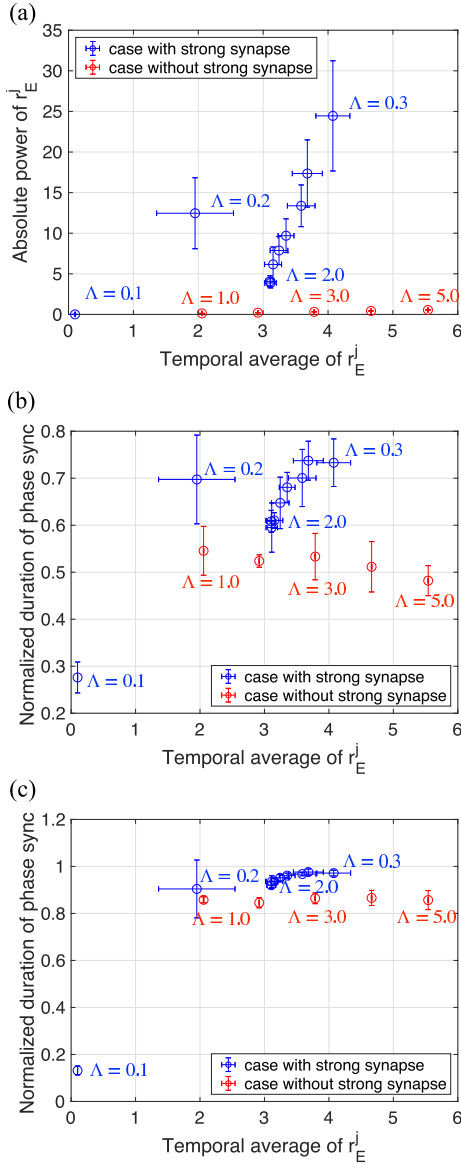 (a)
case with strong synapse
case without strong synapse
Absolute power of r_E^j
35
30
25
20
15
10
5
0
Λ = 0.3
Λ = 0.2
Λ = 2.0
Λ = 0.1
Λ = 1.0
Λ = 3.0
Λ = 5.0
0 1 2 3 4 5 6
Temporal average of r_E^j
(b)
Normalized duration of phase sync
0.8
0.7
0.6
0.5
0.4
0.3
0.2
Λ = 0.3
Λ = 0.2
Λ = 2.0
Λ = 1.0
Λ = 3.0
Λ = 5.0
Λ = 0.1
case with strong synapse
case without strong synapse
0 1 2 3 4 5 6
Temporal average of r_E^j
(c)
Normalized duration of phase sync
1.2
1
0.8
0.6
0.4
0.2
0
Λ = 0.3
Λ = 0.2
Λ = 2.0
Λ = 1.0
Λ = 3.0
Λ = 5.0
Λ = 0.1
case with strong synapse
case without strong synapse
0 1 2 3 4 5 6
Temporal average of r_E^j